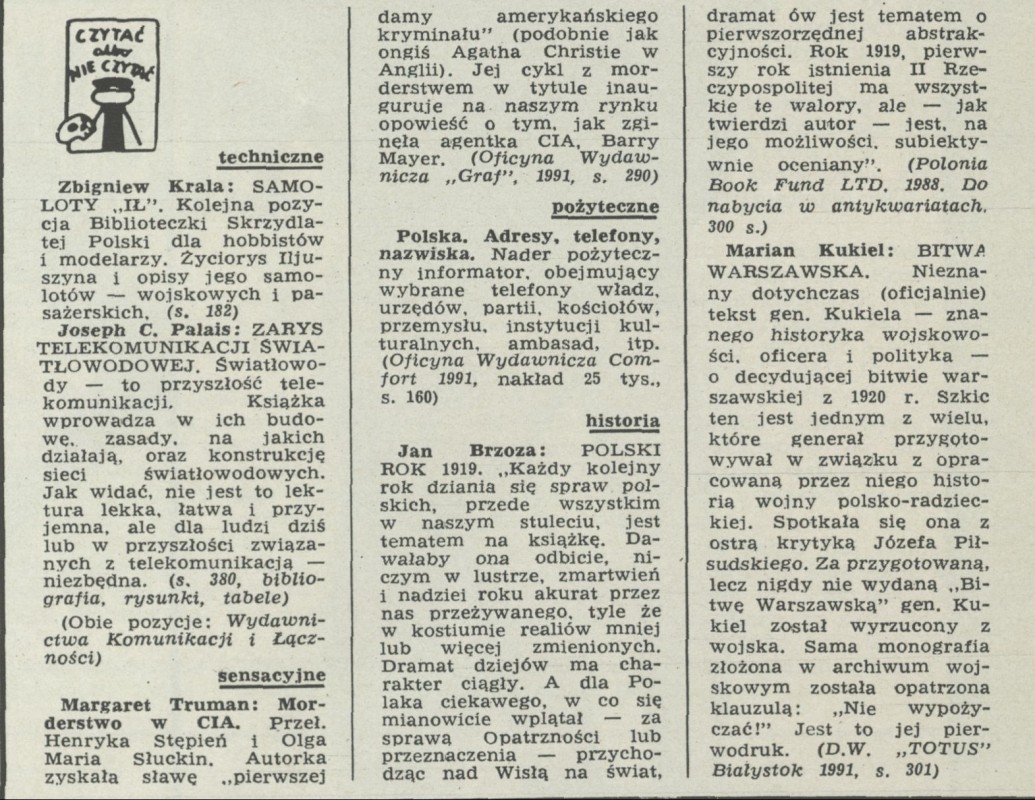 CZYTAĆ
albo
NIE CZYTAĆ
techniczne
Zbigniew Krala: SAMO-
LOTY „IŁ”. Kolejna pozy-
cja Biblioteczki Skrzydla-
tej Polski dla hobbistów
i modelarzy. Życiorys Ilju-
szyna i opisy jego samo-
lotów — wojskowych i pa-
sażerskich. (s. 182)
Joseph C. Palais: ZARYS
TELEKOMUNIKACJI ŚWIA-
TŁOWODOWEJ. Światłowo-
dy — to przyszłość tele-
komunikacji. Książka
wprowadza w ich budo-
wę, zasady, na jakich
działają, oraz konstrukcję
sieci światłowodowych.
Jak widać, nie jest to lek-
tura lekka, łatwa i przy-
jemna, ale dla ludzi dziś
lub w przyszłości związa-
nych z telekomunikacją —
niezbędna. (s. 380, biblio-
grafia, rysunki, tabele)
(Obie pozycje: Wydawni-
ctwa Komunikacji i Łącz-
ności)
sensacyjne
Margaret Truman: Mor-
derstwo w CIA. Przeł.
Henryka Stępień i Olga
Maria Słuckin. Autorka
zyskała sławę „pierwszej
damy amerykańskiego
kryminału” (podobnie jak
ongiś Agatha Christie w
Anglii). Jej cykl z mor-
derstwem w tytule inau-
guruje na naszym rynku
opowieść o tym, jak zgi-
nęła agentka CIA, Barry
Mayer. (Oficyna Wydaw-
nicza „Graf”, 1991, s. 290)
pożyteczne
Polska. Adresy, telefony,
nazwiska. Nader pożytecz-
ny informator, obejmujący
wybrane telefony władz,
urzędów, partii, kościołów,
przemysłu, instytucji kul-
turalnych, ambasad, itp.
(Oficyna Wydawnicza Com-
fort 1991, nakład 25 tys.,
s. 160)
historia
Jan Brzoza: POLSKI
ROK 1919. „Każdy kolejny
rok dziania się spraw pol-
skich, przede wszystkim
w naszym stuleciu, jest
tematem na książkę. Da-
wałaby ona odbicie, ni-
czym w lustrze, zmartwień
i nadziei roku akurat przez
nas przeżywanego, tyle że
w kostiumie realiów mniej
lub więcej zmienionych.
Dramat dziejów ma cha-
rakter ciągły. A dla Po-
laka ciekawego, w co się
mianowicie wplątał — za
sprawą Opatrzności lub
przeznaczenia — przycho-
dząc nad Wisłą na świat,
dramat ów jest tematem o
pierwszorzędnej abstrak-
cyjności. Rok 1919, pierw-
szy rok istnienia II Rze-
czypospolitej ma wszyst-
kie te walory, ale — jak
twierdzi autor — jest, na
jego możliwości, subiekty-
wnie oceniany”. (Polonia
Book Fund LTD, 1988. Do
nabycia w antykwariatach.
300 s.)
Marian Kukiel: BITWA
WARSZAWSKA. Niezna-
ny dotychczas (oficjalnie)
tekst gen. Kukiela — zna-
nego historyka wojskowo-
ści, oficera i polityka —
o decydującej bitwie war-
szawskiej z 1920 r. Szkic
ten jest jednym z wielu,
które generał przygoto-
wywał w związku z opra-
cowaną przez niego histo-
rią wojny polsko-radziec-
kiej. Spotkała się ona z
ostrą krytyką Józefa Pił-
sudskiego. Za przygotowaną,
lecz nigdy nie wydaną „Bi-
twę Warszawską” gen. Ku-
kiel został wyrzucony z
wojska. Sama monografia
złożona w archiwum woj-
skowym została opatrzona
klauzulą: „Nie wypoży-
czać!” Jest to jej pier-
wodruk. (D.W. „TOTUS”
Białystok 1991, s. 301)